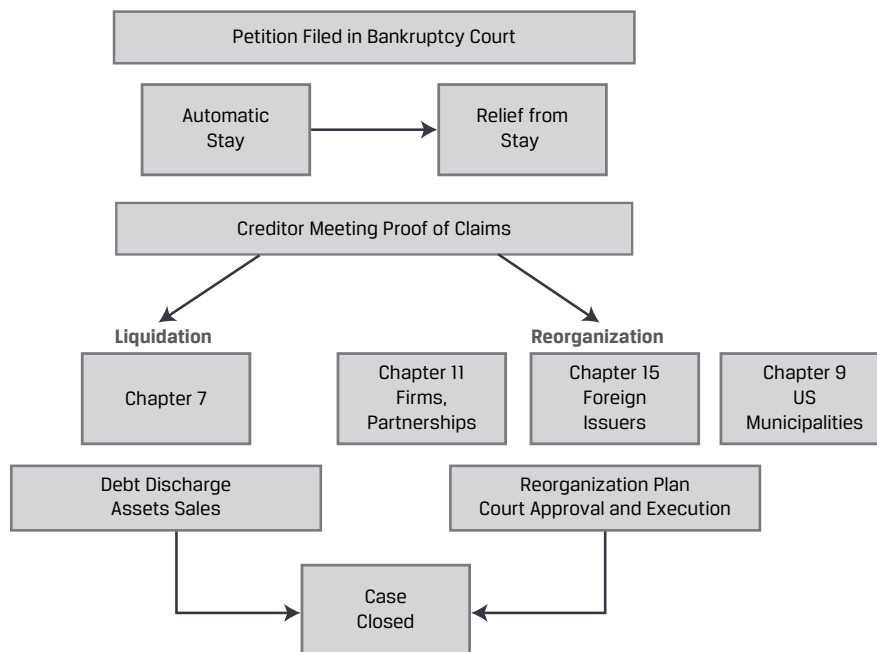 Petition Filed in Bankruptcy Court
Automatic
Stay
Relief from
Stay
Creditor Meeting Proof of Claims
Liquidation
Reorganization
Chapter 7
Chapter 11
Firms,
Partnerships
Chapter 15
Foreign
Issuers
Chapter 9
US
Municipalities
Debt Discharge
Assets Sales
Reorganization Plan
Court Approval and Execution
Case
Closed